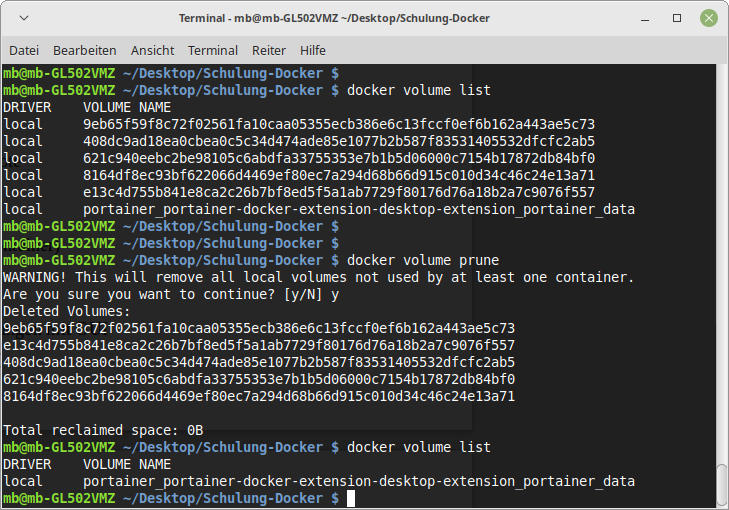 Terminal - mb@mb-GL502VMZ ~/Desktop/Schulung-Docker
Datei Bearbeiten Ansicht Terminal Reiter Hilfe
mb@mb-GL502VMZ ~/Desktop/Schulung-Docker $
mb@mb-GL502VMZ ~/Desktop/Schulung-Docker $ docker volume list
DRIVER    VOLUME NAME
local     9eb65f59f8c72f02561fa10caa05355ecb386e6c13fccf0ef6b162a443ae5c73
local     408dc9ad18ea0cbea0c5c34d474ade85e1077b2b587f83531405532dfcfc2ab5
local     621c940eebc2be98105c6abdfa33755353e7b1b5d06000c7154b17872db84bf0
local     8164df8ec93bf622066d4469ef80ec7a294d68b66d915c010d34c46c24e13a71
local     e13c4d755b841e8ca2c26b7bf8ed5f5a1ab7729f80176d76a18b2a7c9076f557
local     portainer_portainer-docker-extension-desktop-extension_portainer_data
mb@mb-GL502VMZ ~/Desktop/Schulung-Docker $
mb@mb-GL502VMZ ~/Desktop/Schulung-Docker $
mb@mb-GL502VMZ ~/Desktop/Schulung-Docker $ docker volume prune
WARNING! This will remove all local volumes not used by at least one container.
Are you sure you want to continue? [y/N] y
Deleted Volumes:
9eb65f59f8c72f02561fa10caa05355ecb386e6c13fccf0ef6b162a443ae5c73
e13c4d755b841e8ca2c26b7bf8ed5f5a1ab7729f80176d76a18b2a7c9076f557
408dc9ad18ea0cbea0c5c34d474ade85e1077b2b587f83531405532dfcfc2ab5
621c940eebc2be98105c6abdfa33755353e7b1b5d06000c7154b17872db84bf0
8164df8ec93bf622066d4469ef80ec7a294d68b66d915c010d34c46c24e13a71

Total reclaimed space: 0B
mb@mb-GL502VMZ ~/Desktop/Schulung-Docker $ docker volume list
DRIVER    VOLUME NAME
local     portainer_portainer-docker-extension-desktop-extension_portainer_data
mb@mb-GL502VMZ ~/Desktop/Schulung-Docker $